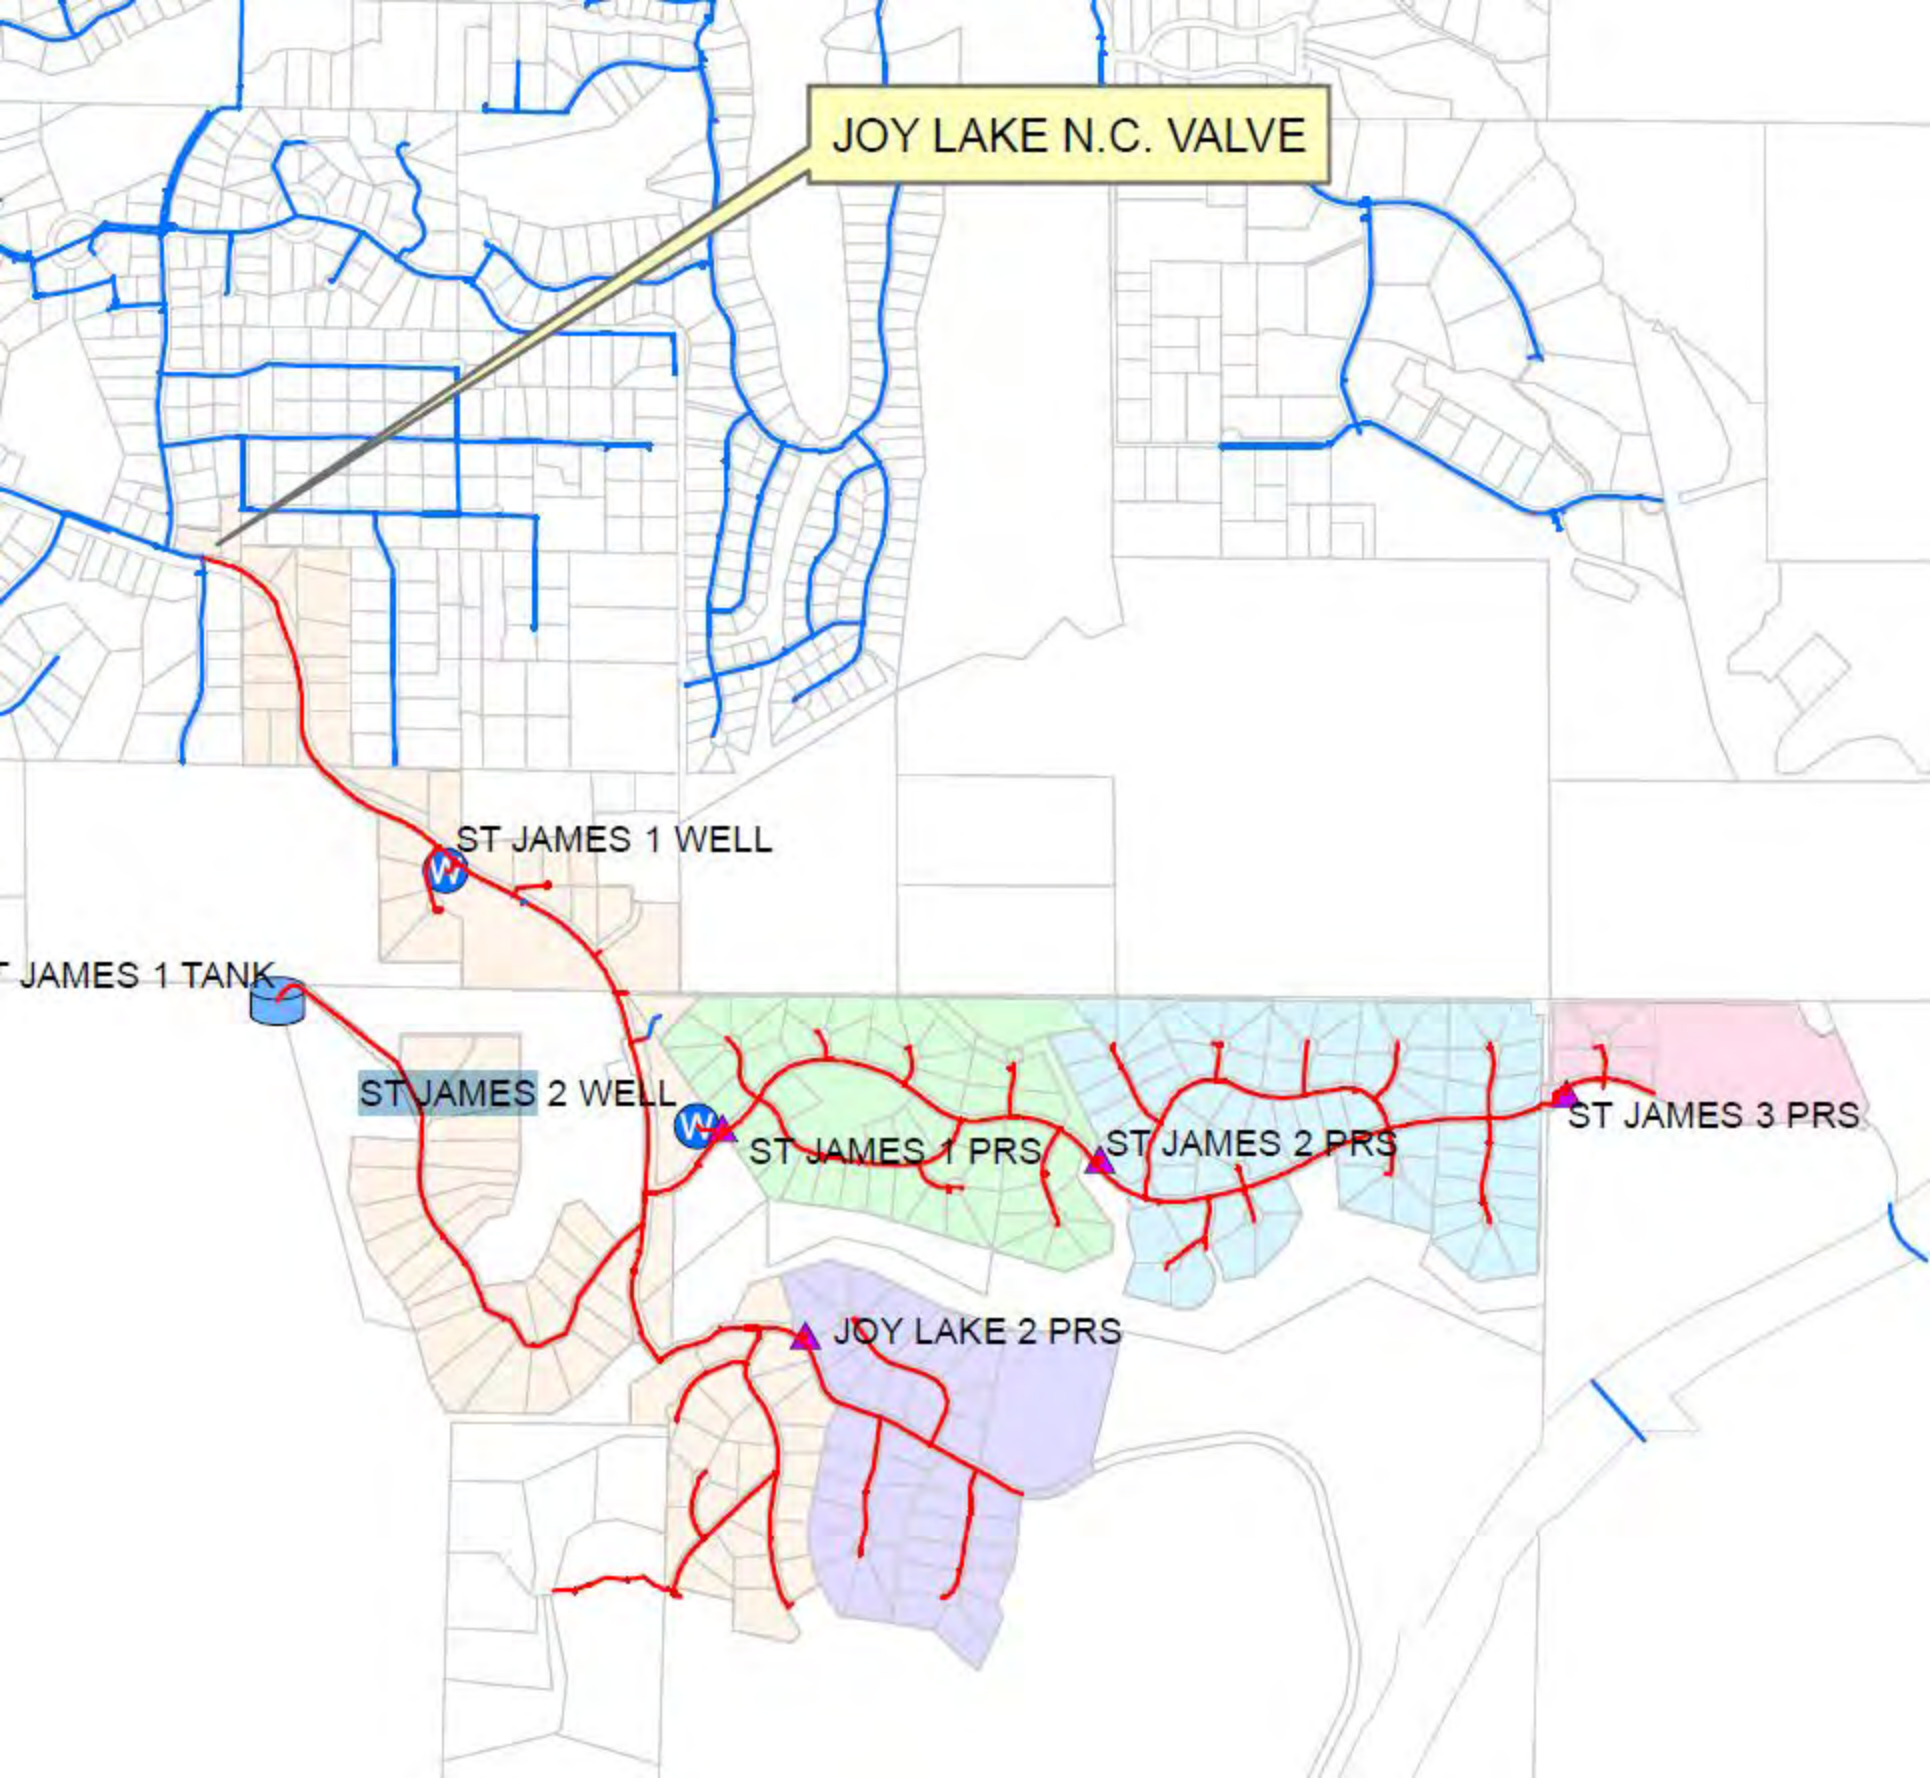 JOY LAKE N.C. VALVE
ST JAMES 1 WELL
T JAMES 1 TANK
ST JAMES 2 WELL
ST JAMES 1 PRS
ST JAMES 2 PRS
ST JAMES 3 PRS
JOY LAKE 2 PRS
W
W